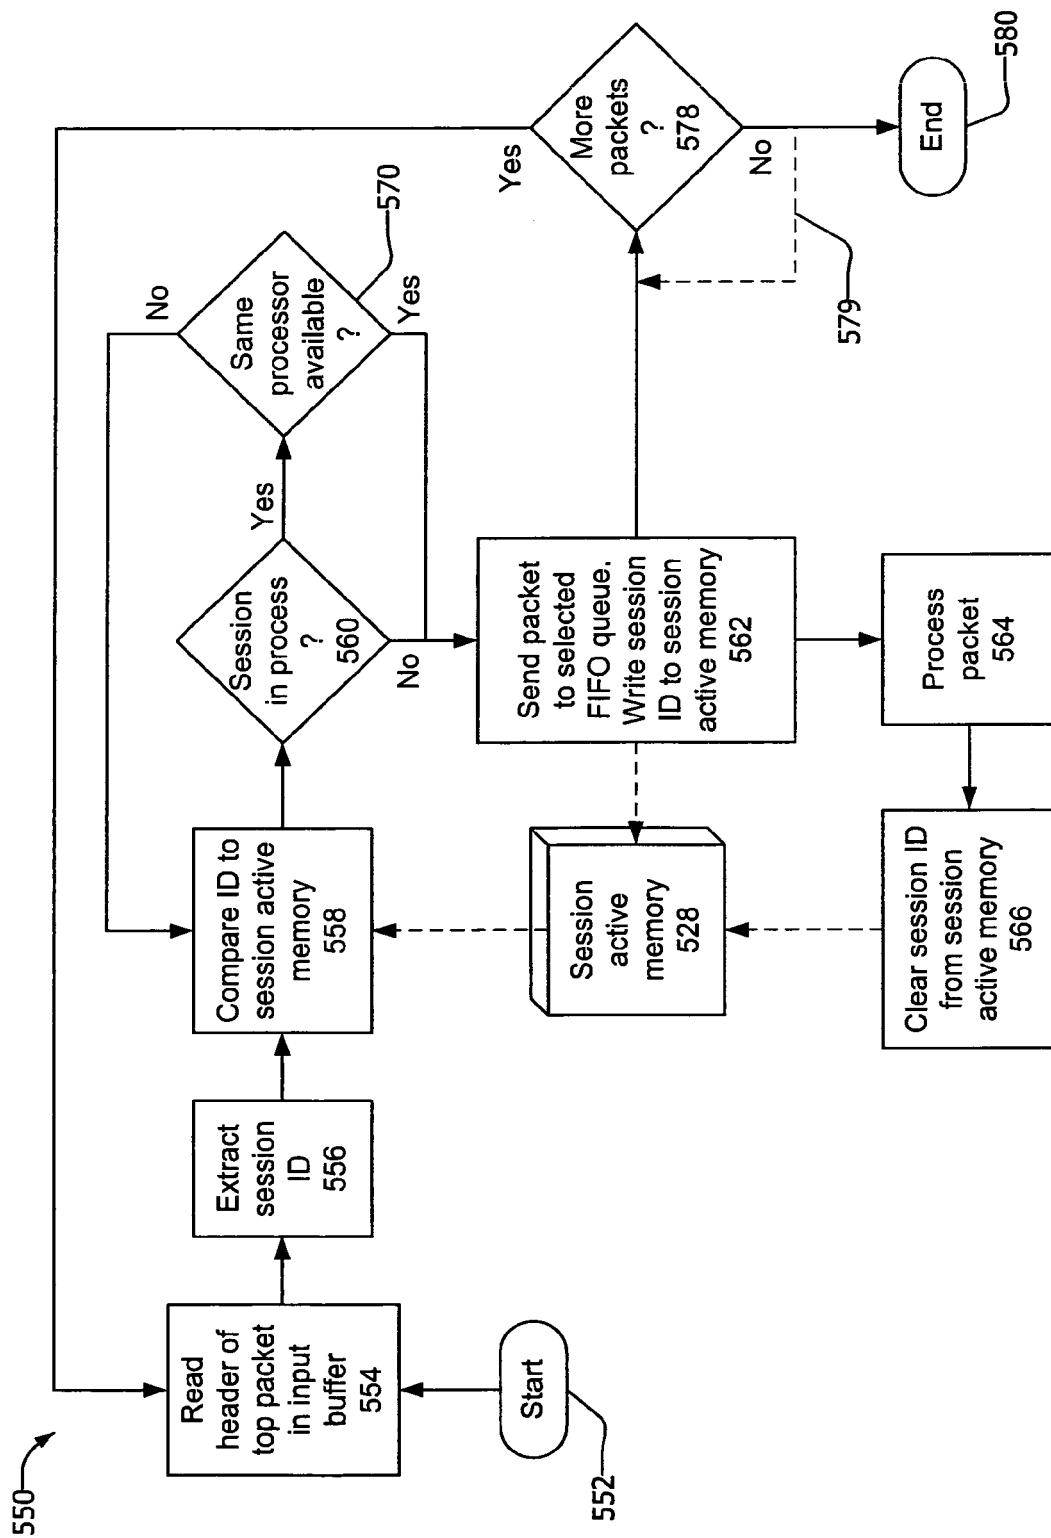 550
Read
header of
top packet
in input
buffer
554
Start
552
Extract
session
ID
556
Compare ID to
session active
memory
558
Session
in process
?
560
Yes
No
Same
processor
available
?
570
No
Yes
Session
active
memory
528
Send packet
to selected
FIFO queue.
Write session
ID to session
active memory
562
Process
packet
564
Clear session ID
from session
active memory
566
More
packets
?
578
Yes
No
579
End
580